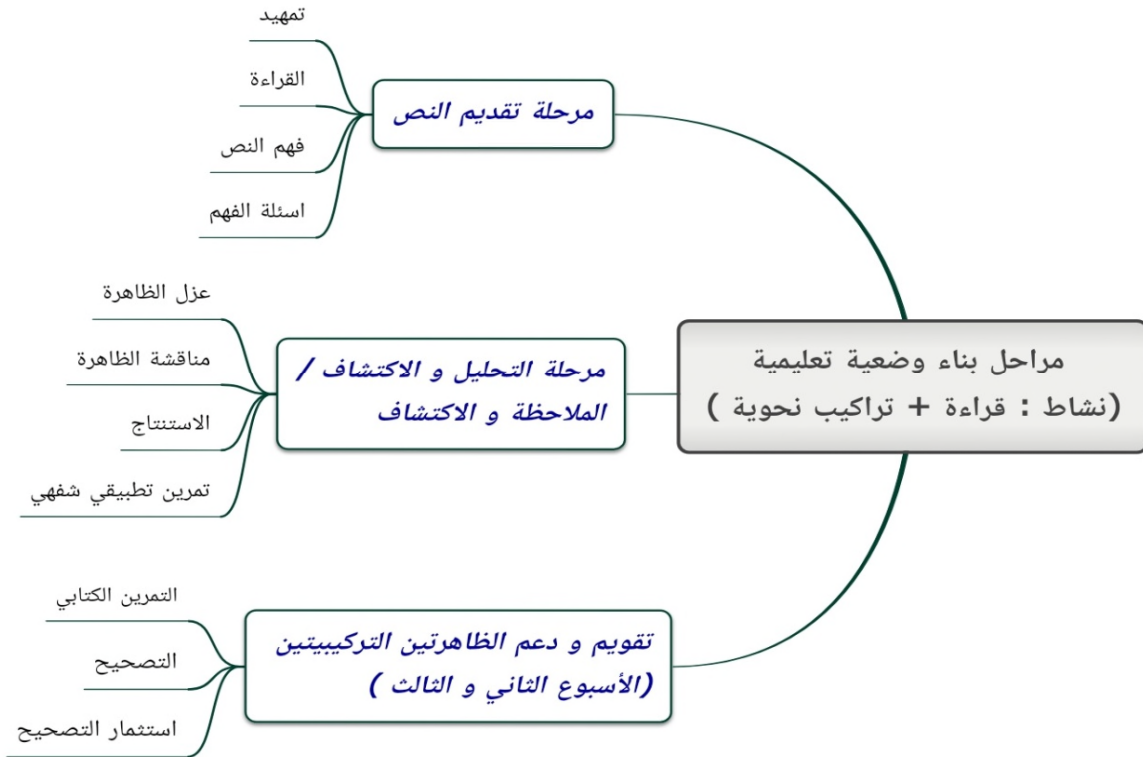 مراحل بناء وضعية تعليمية
(نشاط : قراءة + تراكيب نحوية )
مرحلة تقديم النص
تمهيد
القراءة
فهم النص
اسئلة الفهم
مرحلة التحليل و الاكتشاف /
الملاحظة و الاكتشاف
عزل الظاهرة
مناقشة الظاهرة
الاستنتاج
تمرين تطبيقي شفهي
تقويم و دعم الظاهرتين التركيبيتين
(الأسبوع الثاني و الثالث )
التمرين الكتابي
التصحيح
استثمار التصحيح